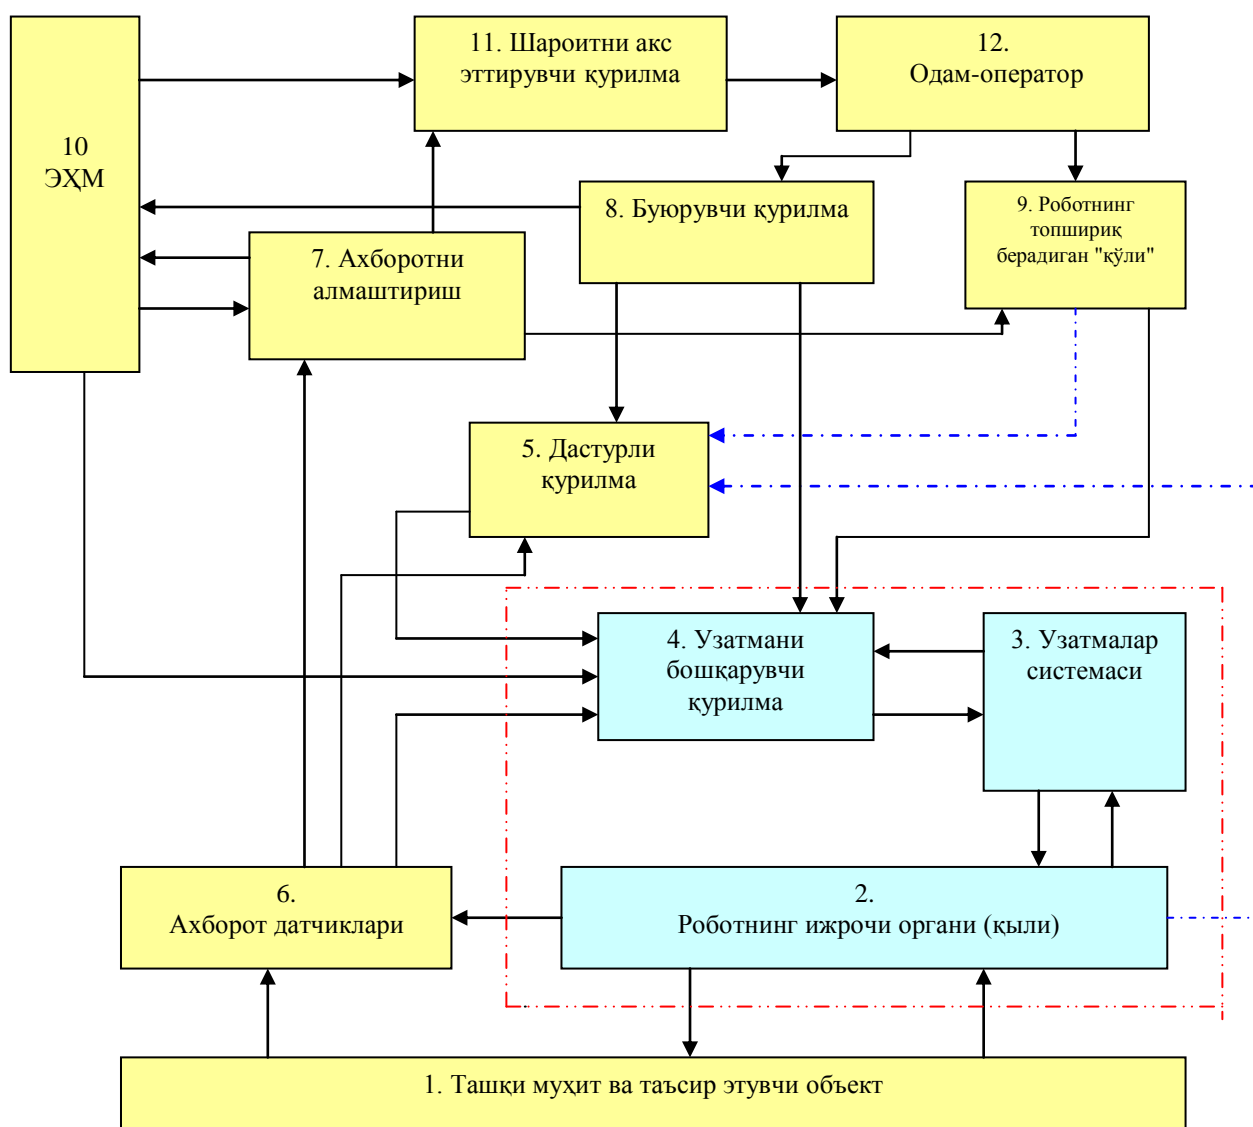 11. Шароитни акс
эттирувчи қурилма
12.
Одам-оператор
10
ЭҲМ
8. Буюрувчи қурилма
9. Роботнинг
топшириқ
берадиган "қўли"
7. Ахборотни
алмаштириш
5. Дастурли
қурилма
4. Узатмани
бошқарувчи
қурилма
3. Узатмалар
системаси
6.
Ахборот датчиклари
2.
Роботнинг ижрочи органи (қыли)
1. Ташқи муҳит ва таъсир этувчи объект